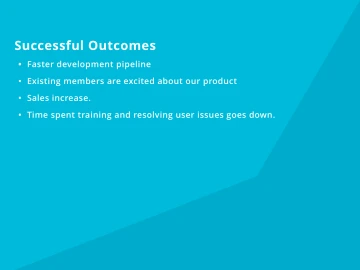 Successful Outcomes
• Faster development pipeline
• Existing members are excited about our product
• Sales increase.
• Time spent training and resolving user issues goes down.